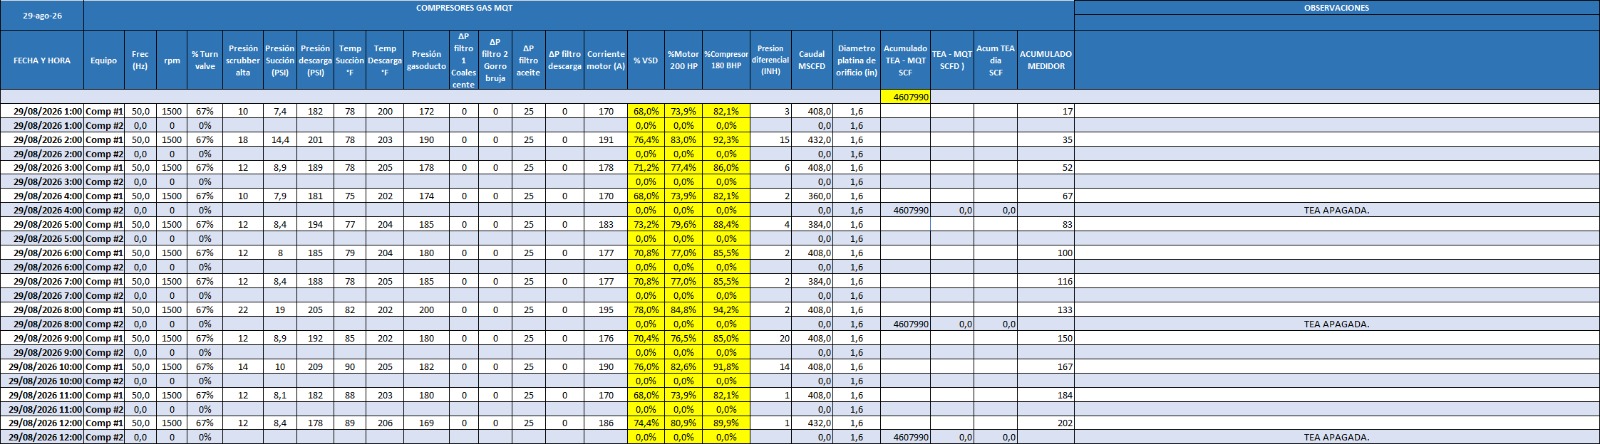 29-ago-26 COMPRESORES GAS MQT OBSERVACIONES
FECHA Y HORA Equipo Frec (Hz) rpm % Turn valve Presión scrubber alta Presión Succión (PSI) Presión descarga (PSI) Temp Succión °F Temp Descarga °F Presión gasoducto ΔP filtro 1 Coales cente ΔP filtro 2 Gorro bruja ΔP filtro aceite ΔP filtro descarga Corriente motor (A) % VSD %Motor 200 HP %Compresor 180 BHP Presion diferencial (INH) Caudal MSCFD Diametro platina de orificio (in) Acumulado TEA - MQT SCF TEA - MQT SCFD ) Acum TEA dia SCF ACUMULADO MEDIDOR
4607990
29/08/2026 1:00 Comp #1 50,0 1500 67% 10 7,4 182 78 200 172 0 0 25 0 170 68,0% 73,9% 82,1% 3 408,0 1,6 17
29/08/2026 1:00 Comp #2 0,0 0 0% 0,0% 0,0% 0,0% 0,0 1,6
29/08/2026 2:00 Comp #1 50,0 1500 67% 18 14,4 201 78 203 190 0 0 25 0 191 76,4% 83,0% 92,3% 15 432,0 1,6 35
29/08/2026 2:00 Comp #2 0,0 0 0% 0,0% 0,0% 0,0% 0,0 1,6
29/08/2026 3:00 Comp #1 50,0 1500 67% 12 8,9 189 78 205 178 0 0 25 0 178 71,2% 77,4% 86,0% 6 408,0 1,6 52
29/08/2026 3:00 Comp #2 0,0 0 0% 0,0% 0,0% 0,0% 0,0 1,6
29/08/2026 4:00 Comp #1 50,0 1500 67% 10 7,9 181 75 202 174 0 0 25 0 170 68,0% 73,9% 82,1% 2 360,0 1,6 67
29/08/2026 4:00 Comp #2 0,0 0 0% 0,0% 0,0% 0,0% 0,0 1,6 4607990 0,0 0,0 TEA APAGADA.
29/08/2026 5:00 Comp #1 50,0 1500 67% 12 8,4 194 77 204 185 0 0 25 0 183 73,2% 79,6% 88,4% 4 384,0 1,6 83
29/08/2026 5:00 Comp #2 0,0 0 0% 0,0% 0,0% 0,0% 0,0 1,6
29/08/2026 6:00 Comp #1 50,0 1500 67% 12 8 185 79 204 180 0 0 25 0 177 70,8% 77,0% 85,5% 2 408,0 1,6 100
29/08/2026 6:00 Comp #2 0,0 0 0% 0,0% 0,0% 0,0% 0,0 1,6
29/08/2026 7:00 Comp #1 50,0 1500 67% 12 8,4 188 78 205 185 0 0 25 0 177 70,8% 77,0% 85,5% 2 384,0 1,6 116
29/08/2026 7:00 Comp #2 0,0 0 0% 0,0% 0,0% 0,0% 0,0 1,6
29/08/2026 8:00 Comp #1 50,0 1500 67% 22 19 205 82 202 200 0 0 25 0 195 78,0% 84,8% 94,2% 2 408,0 1,6 133
29/08/2026 8:00 Comp #2 0,0 0 0% 0,0% 0,0% 0,0% 0,0 1,6 4607990 0,0 0,0 TEA APAGADA.
29/08/2026 9:00 Comp #1 50,0 1500 67% 12 8,9 192 85 202 180 0 0 25 0 176 70,4% 76,5% 85,0% 20 408,0 1,6 150
29/08/2026 9:00 Comp #2 0,0 0 0% 0,0% 0,0% 0,0% 0,0 1,6
29/08/2026 10:00 Comp #1 50,0 1500 67% 14 10 209 90 205 182 0 0 25 0 190 76,0% 82,6% 91,8% 14 408,0 1,6 167
29/08/2026 10:00 Comp #2 0,0 0 0% 0,0% 0,0% 0,0% 0,0 1,6
29/08/2026 11:00 Comp #1 50,0 1500 67% 12 8,1 182 88 203 180 0 0 25 0 170 68,0% 73,9% 82,1% 1 408,0 1,6 184
29/08/2026 11:00 Comp #2 0,0 0 0% 0,0% 0,0% 0,0% 0,0 1,6
29/08/2026 12:00 Comp #1 50,0 1500 67% 12 8,4 178 89 206 169 0 0 25 0 186 74,4% 80,9% 89,9% 1 432,0 1,6 202
29/08/2026 12:00 Comp #2 0,0 0 0% 0,0% 0,0% 0,0% 0,0 1,6 4607990 0,0 0,0 TEA APAGADA.